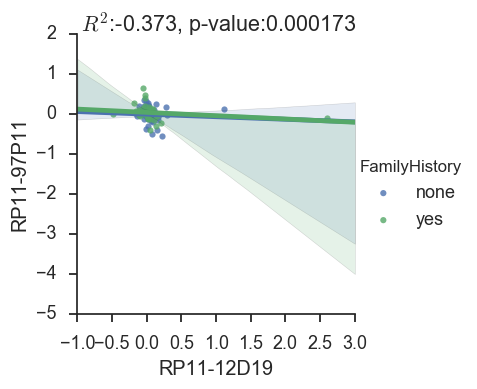 R²:-0.373, p-value:0.000173
2
1
0
−1
−2
−3
−4
−5
RP11-97P11
−1.0 −0.5 0.0 0.5 1.0 1.5 2.0 2.5 3.0
RP11-12D19
FamilyHistory
none
yes